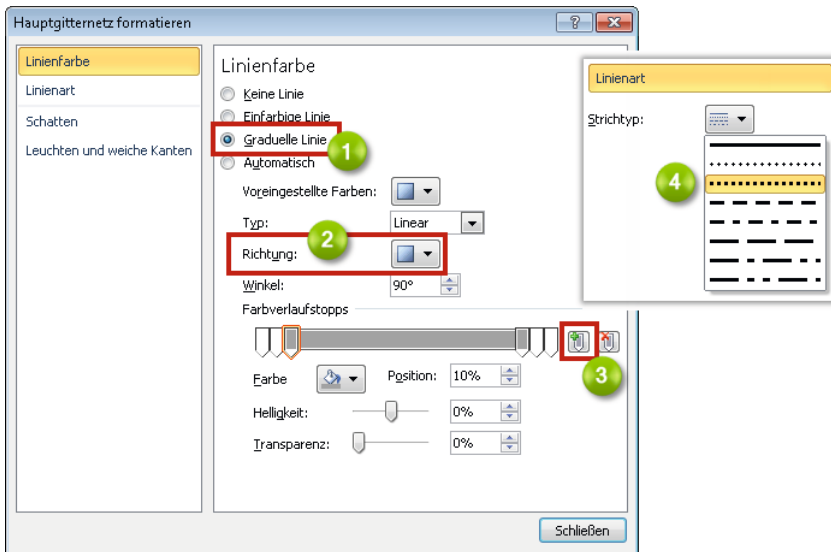 Hauptgitternetz formatieren
Linienfarbe
Linienart
Schatten
Leuchten und weiche Kanten
Linienfarbe
Keine Linie
Einfarbige Linie
Graduelle Linie
1
Automatisch
Voreingestellte Farben:
Typ: Linear
2
Richtung:
Winkel: 90°
Farbverlaufstopps
3
Farbe Position: 10%
Helligkeit: 0%
Transparenz: 0%
Schließen
Linienart
Strichtyp:
4